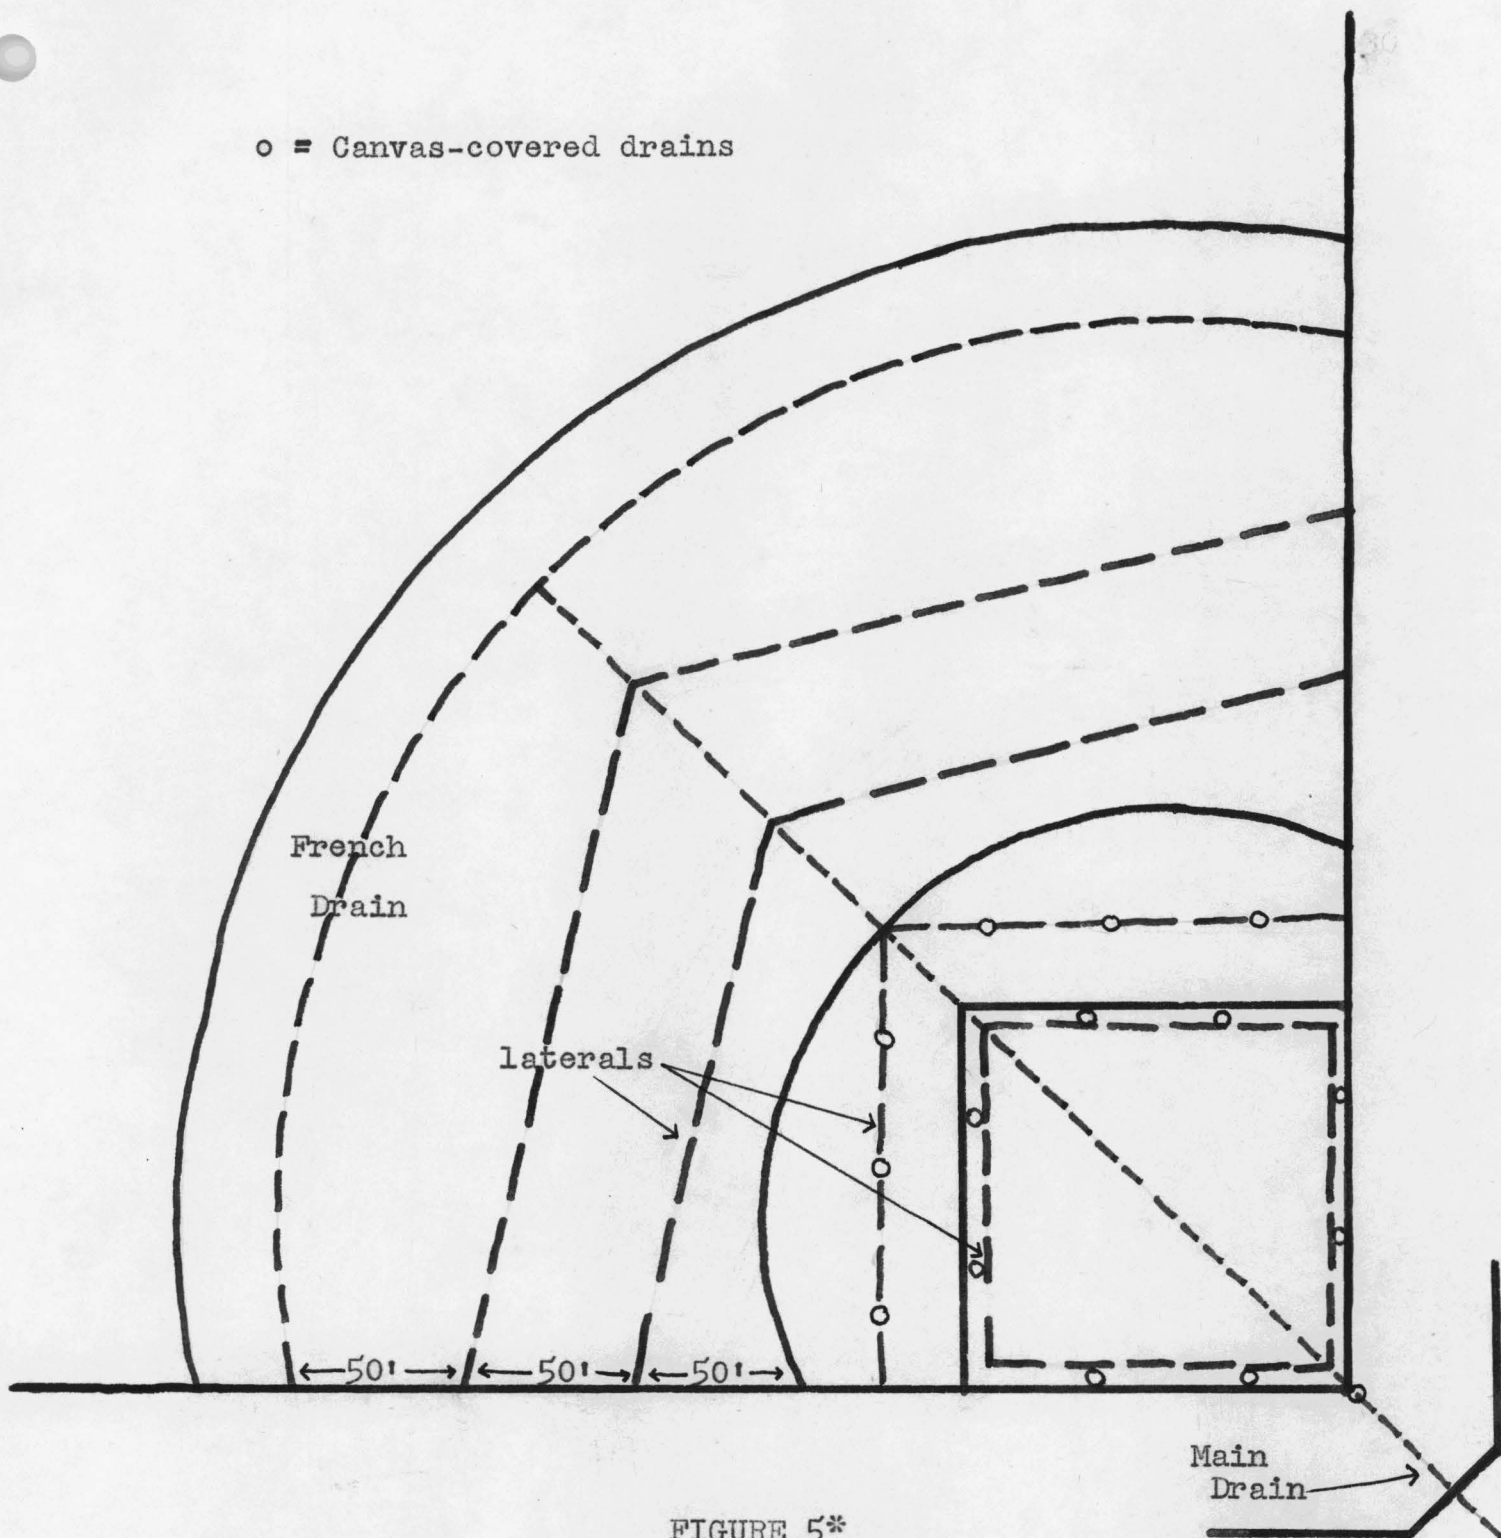 o = Canvas-covered drains
French
Drain
laterals
50' 50' 50'
Main
Drain
FIGURE 5*